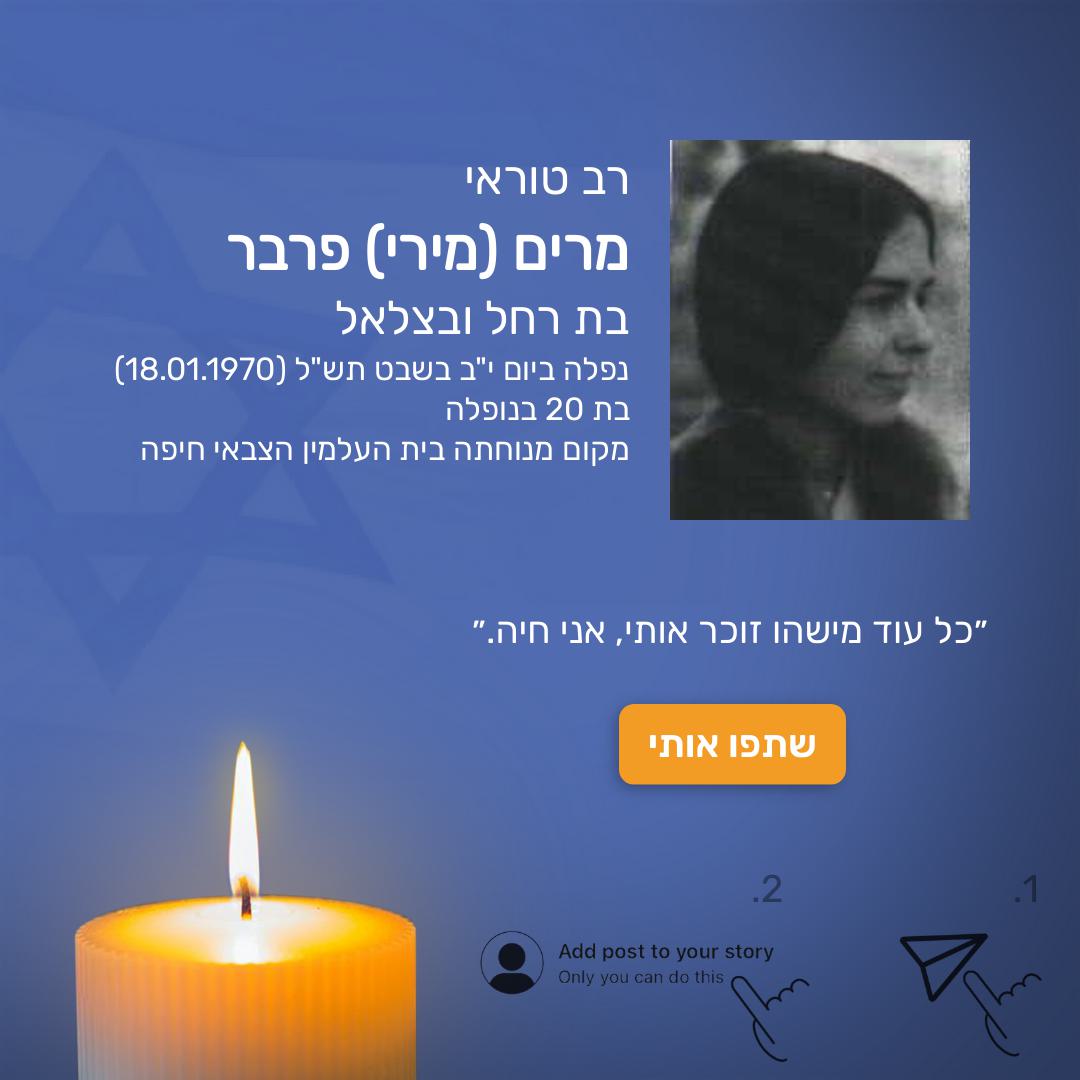 רב טוראי
מרים (מירי) פרבר
בת רחל ובצלאל
נפלה ביום י"ב בשבט תש"ל (18.01.1970)
בת 20 בנופלה
מקום מנוחתה בית העלמין הצבאי חיפה
״כל עוד מישהו זוכר אותי, אני חיה.״
שתפו אותי
.1
.2
Add post to your story
Only you can do this